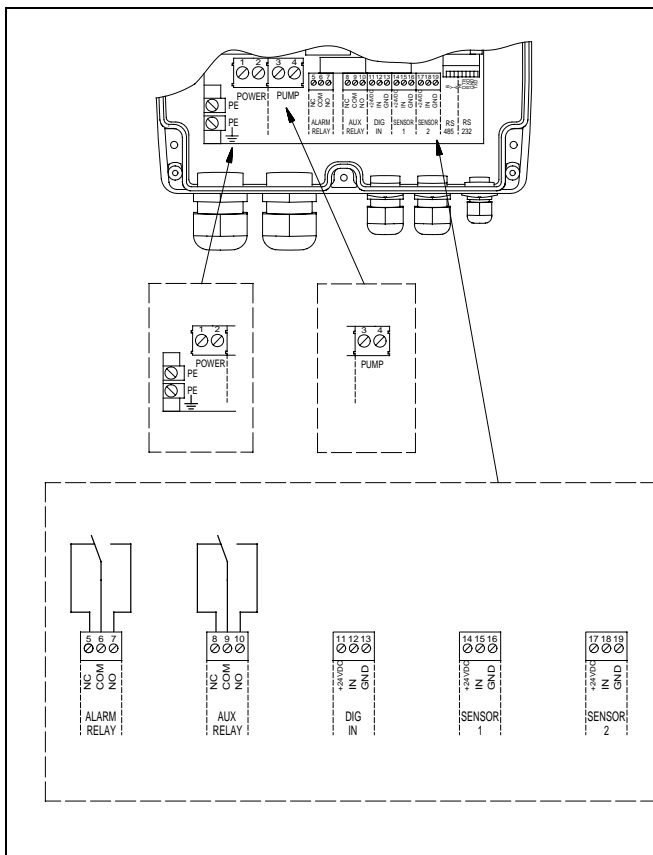 1 2 3 4
POWER PUMP
PE
PE
5 6 7 8 9 10 11 12 13 14 15 16 17 18 19
NC COM NO NC COM NO +24VDC IN GND +24VDC IN GND +24VDC IN GND
ALARM RELAY AUX RELAY DIG IN SENSOR 1 SENSOR 2 RS 485 RS 232
1 2
POWER
PE
PE
3 4
PUMP
5 6 7
NC COM NO
ALARM
RELAY
8 9 10
NC COM NO
AUX
RELAY
11 12 13
+24VDC IN GND
DIG
IN
14 15 16
+24VDC IN GND
SENSOR
1
17 18 19
+24VDC IN GND
SENSOR
2